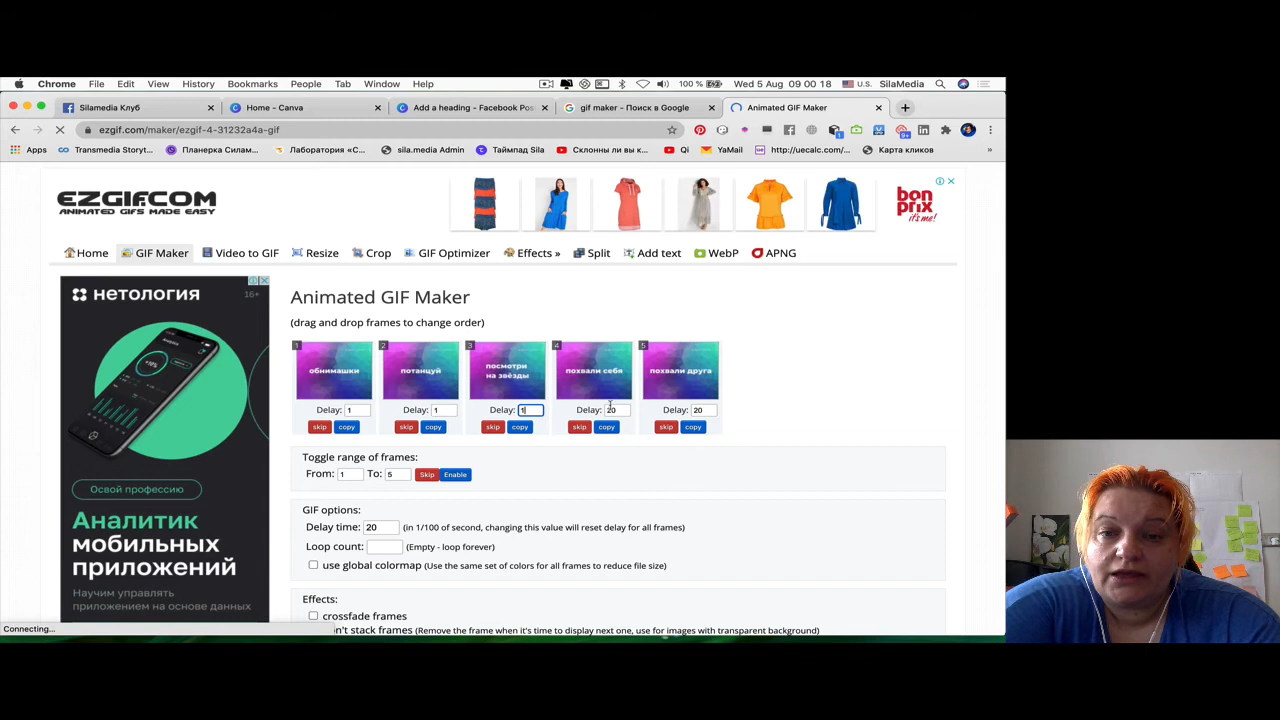 Chrome File Edit View History Bookmarks People Tab Window Help 100 % Wed 5 Aug 09 00 18 U.S. SilaMedia
Silamedia Клуб
Home - Canva
Add a heading - Facebook Pos
gif maker - Поиск в Google
Animated GIF Maker
ezgif.com/maker/ezgif-4-31232a4a-gif
Apps Transmedia Storyt... Планерка Силам... Лаборатория «С... sila.media Admin Таймпад Sila Склонны ли вы к... Qi YaMail http://uecalc.com/... Карта кликов »
EZGIF.COM
ANIMATED GIFS MADE EASY
bon
prix
it's me!
Home GIF Maker Video to GIF Resize Crop GIF Optimizer Effects » Split Add text WebP APNG
нетология 16+
Освой профессию
Аналитик
мобильных
приложений
Научим управлять
приложением на основе данных
Animated GIF Maker
(drag and drop frames to change order)
1 2 3 4 5
обнимашки
потанцуй
посмотри
на звёзды
похвали себя
похвали друга
Delay: 1 Delay: 1 Delay: 1 Delay: 20 Delay: 20
skip copy skip copy skip copy skip copy skip copy
Toggle range of frames:
From: 1 To: 5 Skip Enable
GIF options:
Delay time: 20 (in 1/100 of second, changing this value will reset delay for all frames)
Loop count: (Empty - loop forever)
use global colormap (Use the same set of colors for all frames to reduce file size)
Effects:
crossfade frames
n't stack frames (Remove the frame when it's time to display next one, use for images with transparent background)
Connecting...